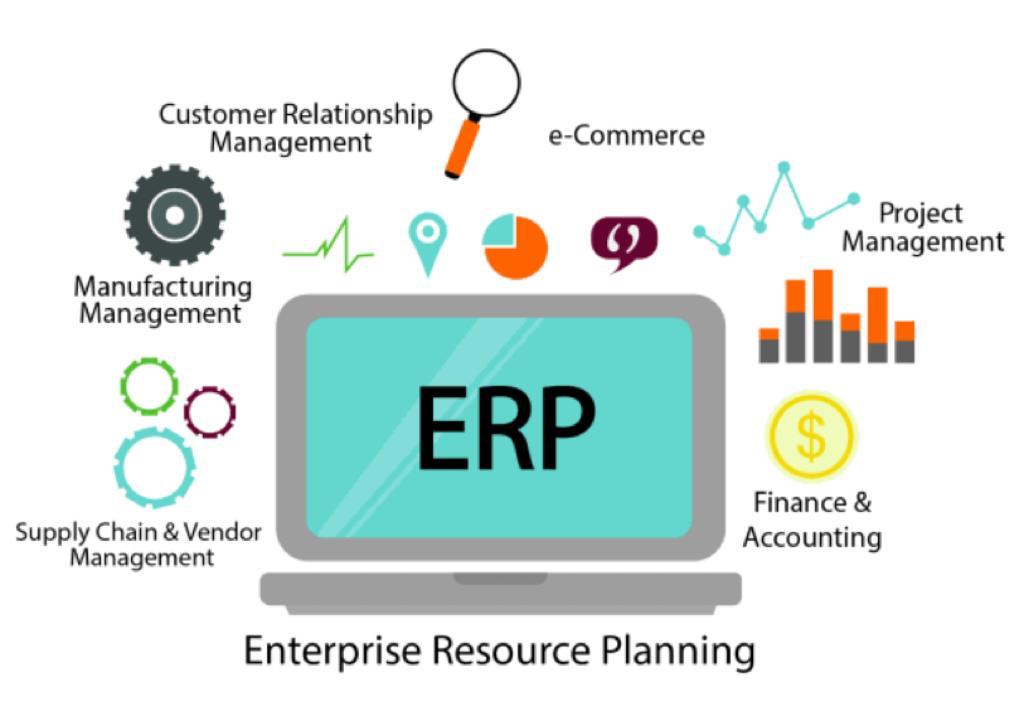 Customer Relationship
Management
e-Commerce
Project
Management
Manufacturing
Management
ERP
$
Finance &
Accounting
Supply Chain & Vendor
Management
Enterprise Resource Planning